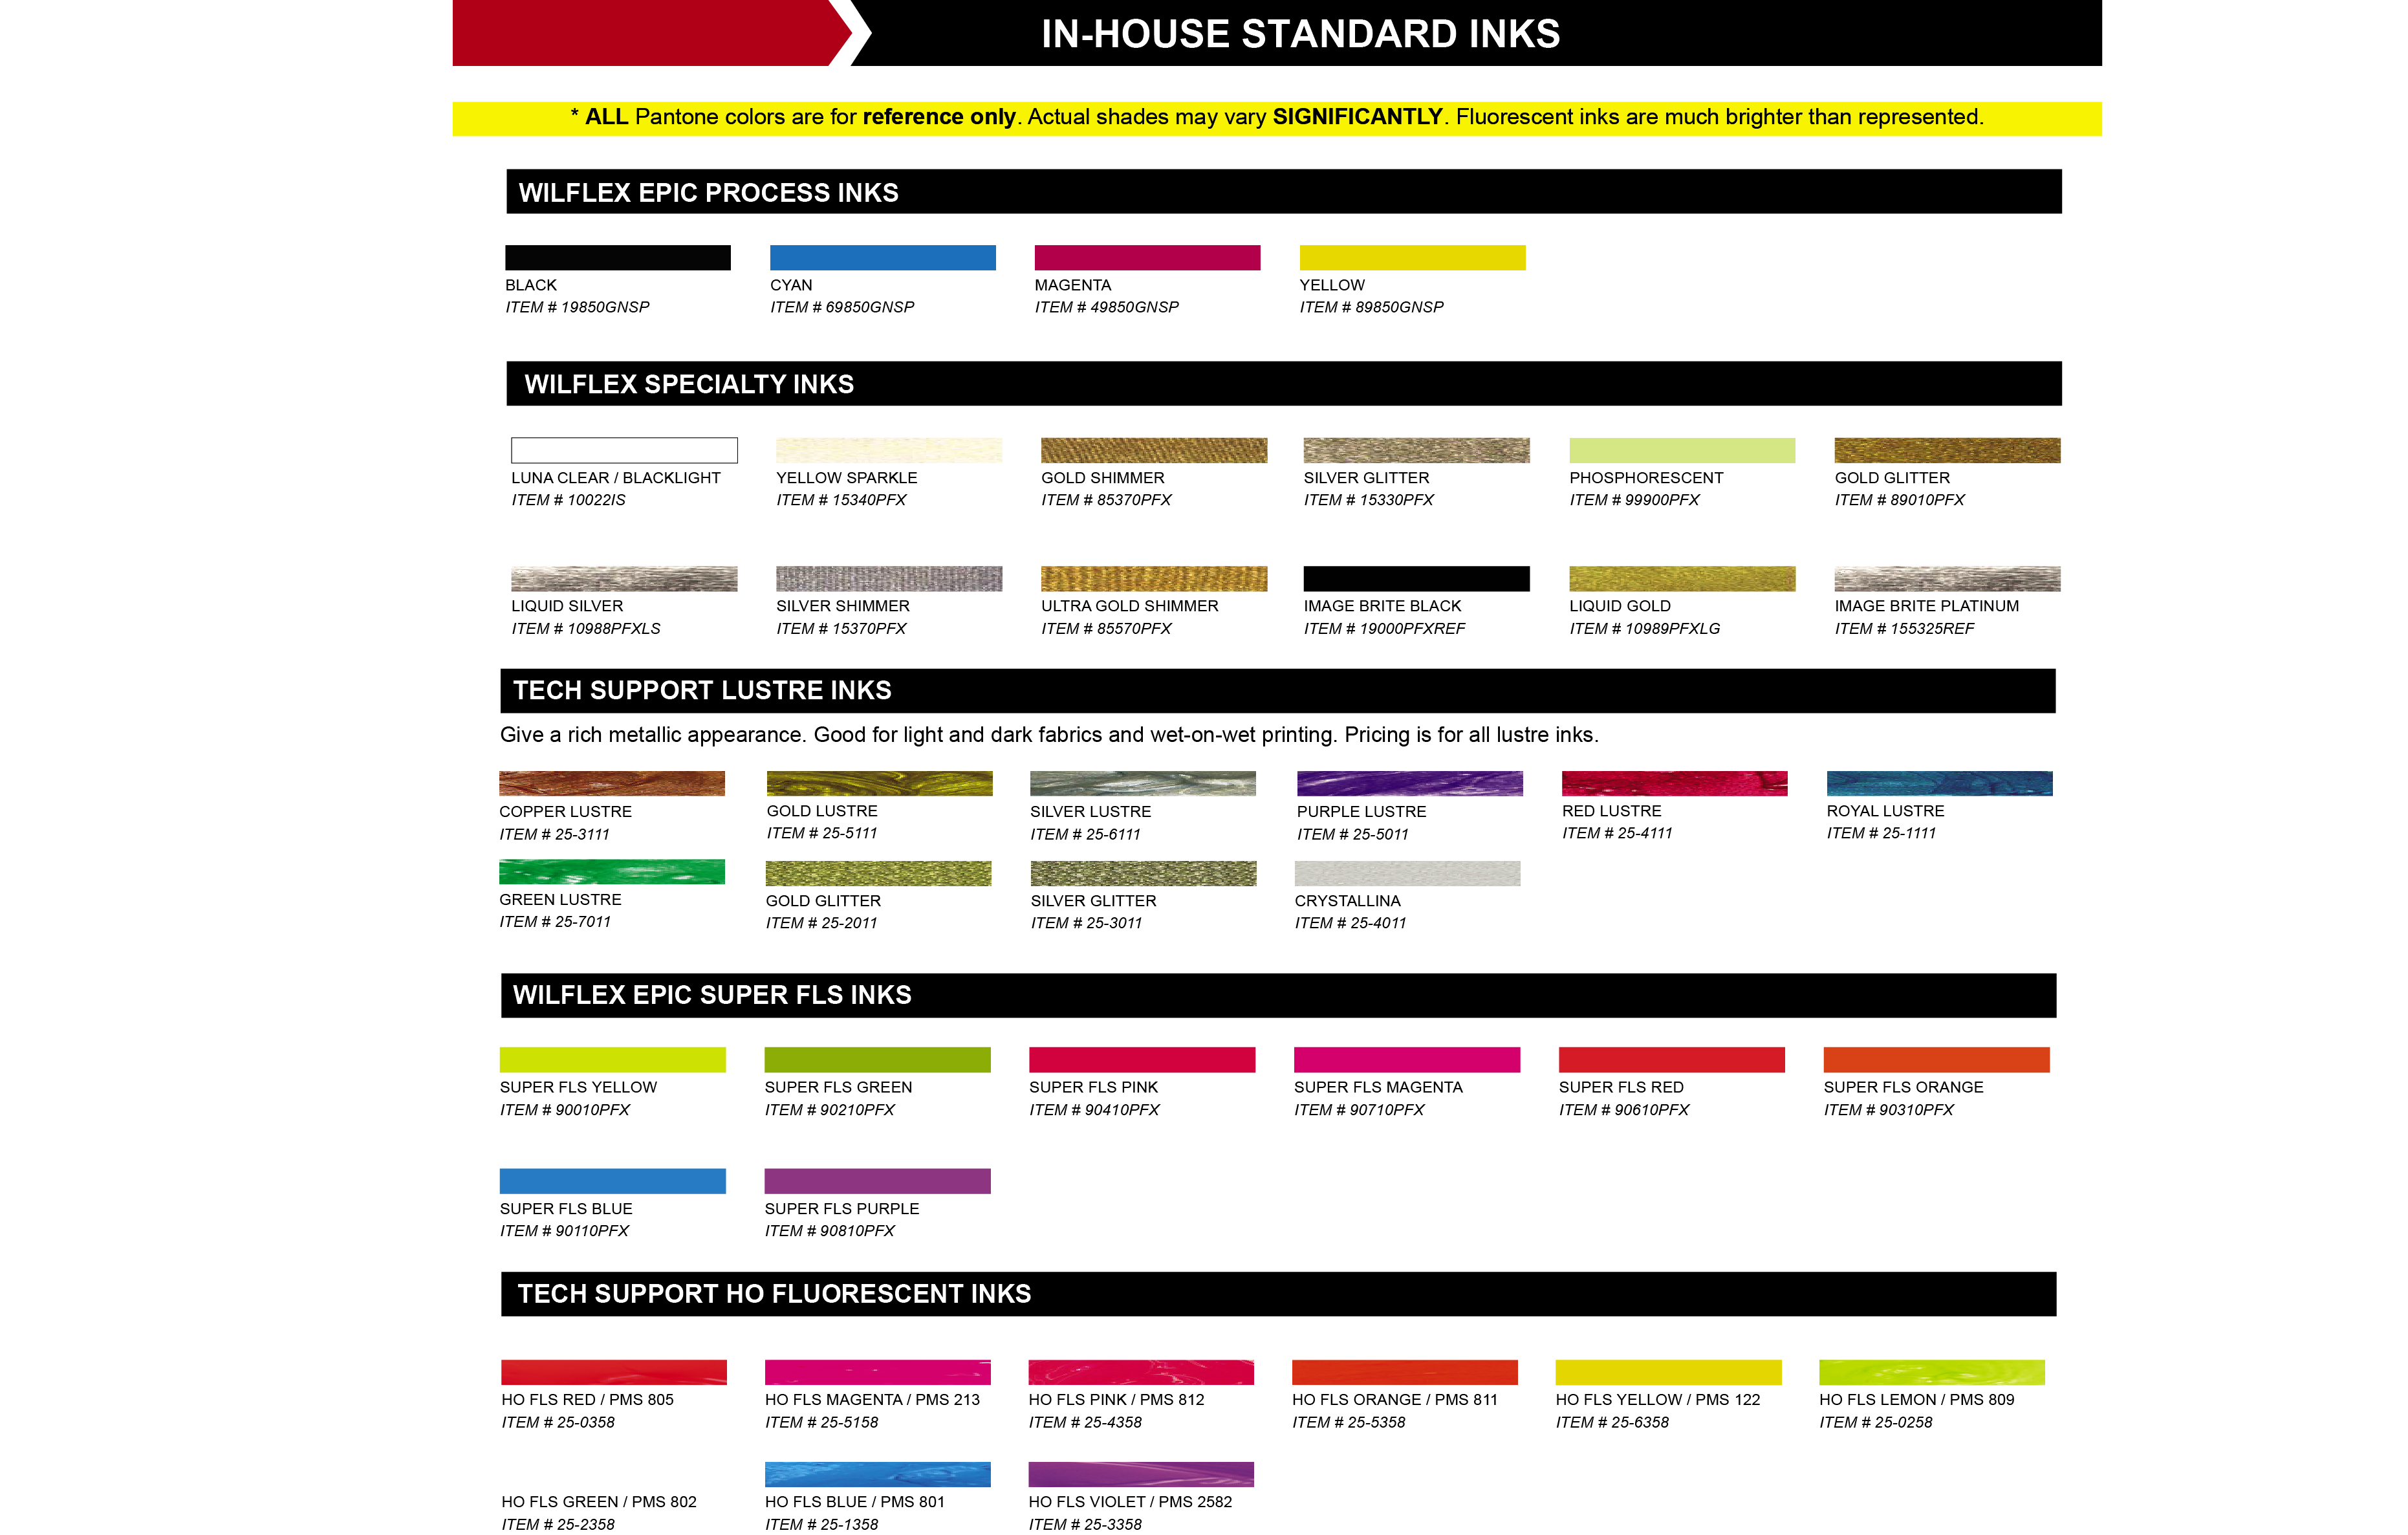 IN-HOUSE STANDARD INKS
* ALL Pantone colors are for reference only. Actual shades may vary SIGNIFICANTLY. Fluorescent inks are much brighter than represented.
WILFLEX EPIC PROCESS INKS
BLACK
ITEM # 19850GNSP
CYAN
ITEM # 69850GNSP
MAGENTA
ITEM # 49850GNSP
YELLOW
ITEM # 89850GNSP
WILFLEX SPECIALTY INKS
LUNA CLEAR / BLACKLIGHT
ITEM # 10022IS
YELLOW SPARKLE
ITEM # 15340PFX
GOLD SHIMMER
ITEM # 85370PFX
SILVER GLITTER
ITEM # 15330PFX
PHOSPHORESCENT
ITEM # 99900PFX
GOLD GLITTER
ITEM # 89010PFX
LIQUID SILVER
ITEM # 10988PFXLS
SILVER SHIMMER
ITEM # 15370PFX
ULTRA GOLD SHIMMER
ITEM # 85570PFX
IMAGE BRITE BLACK
ITEM # 19000PFXREF
LIQUID GOLD
ITEM # 10989PFXLG
IMAGE BRITE PLATINUM
ITEM # 155325REF
TECH SUPPORT LUSTRE INKS
Give a rich metallic appearance. Good for light and dark fabrics and wet-on-wet printing. Pricing is for all lustre inks.
COPPER LUSTRE
ITEM # 25-3111
GOLD LUSTRE
ITEM # 25-5111
SILVER LUSTRE
ITEM # 25-6111
PURPLE LUSTRE
ITEM # 25-5011
RED LUSTRE
ITEM # 25-4111
ROYAL LUSTRE
ITEM # 25-1111
GREEN LUSTRE
ITEM # 25-7011
GOLD GLITTER
ITEM # 25-2011
SILVER GLITTER
ITEM # 25-3011
CRYSTALLINA
ITEM # 25-4011
WILFLEX EPIC SUPER FLS INKS
SUPER FLS YELLOW
ITEM # 90010PFX
SUPER FLS GREEN
ITEM # 90210PFX
SUPER FLS PINK
ITEM # 90410PFX
SUPER FLS MAGENTA
ITEM # 90710PFX
SUPER FLS RED
ITEM # 90610PFX
SUPER FLS ORANGE
ITEM # 90310PFX
SUPER FLS BLUE
ITEM # 90110PFX
SUPER FLS PURPLE
ITEM # 90810PFX
TECH SUPPORT HO FLUORESCENT INKS
HO FLS RED / PMS 805
ITEM # 25-0358
HO FLS MAGENTA / PMS 213
ITEM # 25-5158
HO FLS PINK / PMS 812
ITEM # 25-4358
HO FLS ORANGE / PMS 811
ITEM # 25-5358
HO FLS YELLOW / PMS 122
ITEM # 25-6358
HO FLS LEMON / PMS 809
ITEM # 25-0258
HO FLS GREEN / PMS 802
ITEM # 25-2358
HO FLS BLUE / PMS 801
ITEM # 25-1358
HO FLS VIOLET / PMS 2582
ITEM # 25-3358